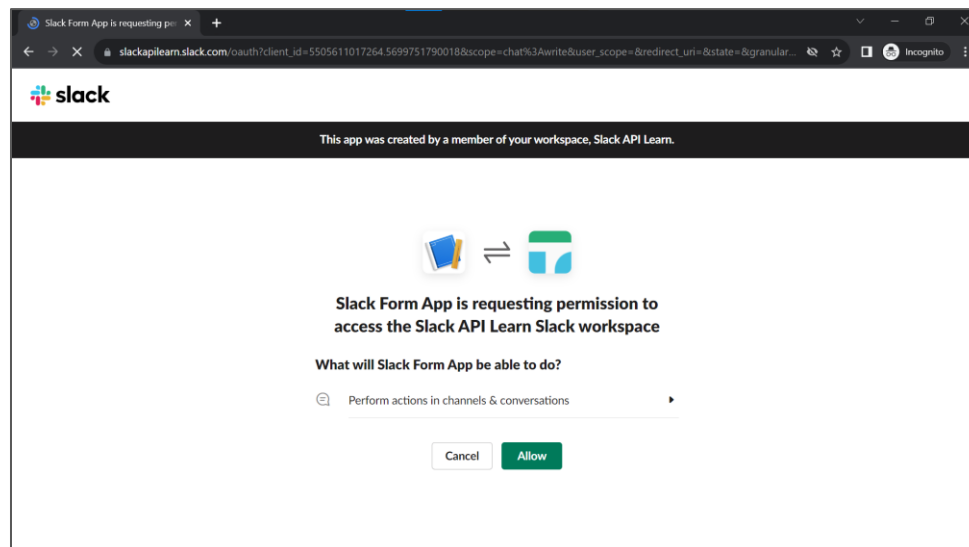 Slack Form App is requesting per
slackapilearn.slack.com/oauth?client_id=5505611017264.5699751790018&scope=chat%3Awrite&user_scope=&redirect_uri=&state=&granular...
Incognito
slack
This app was created by a member of your workspace, Slack API Learn.
Slack Form App is requesting permission to
access the Slack API Learn Slack workspace
What will Slack Form App be able to do?
Perform actions in channels & conversations
Cancel
Allow